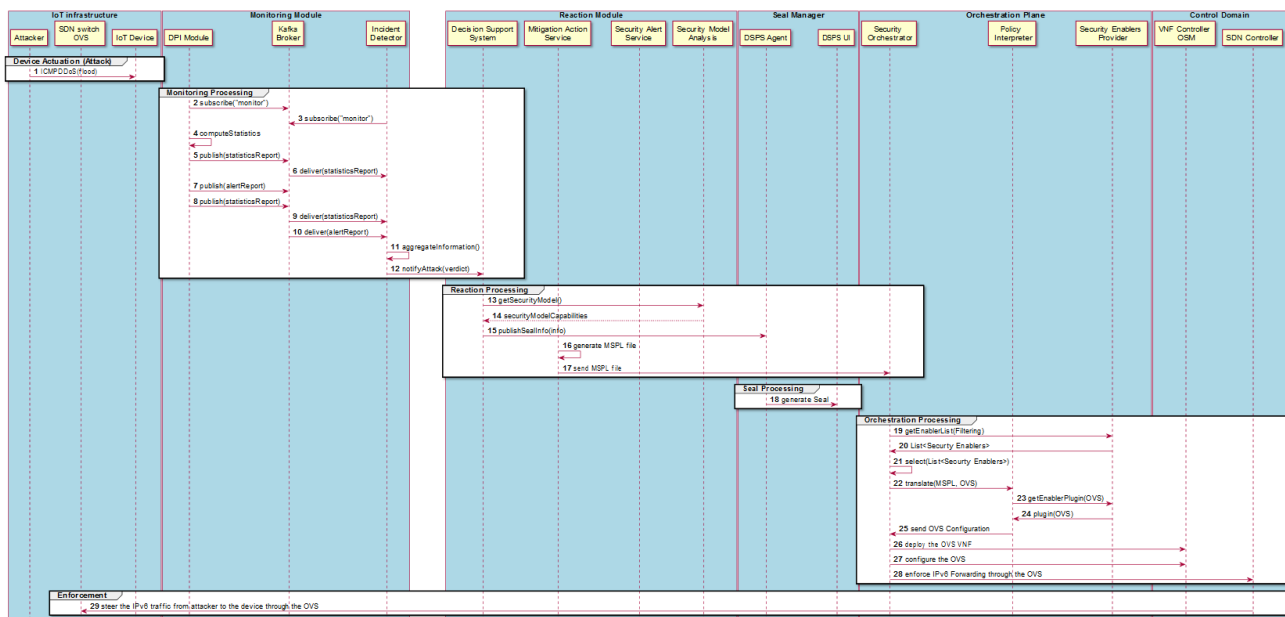 IoT infrastructure
Monitoring Module
Reaction Module
Seal Manager
Orchestration Plane
Control Domain
Attacker
SDN switch
OVS
IoT Device
DPI Module
Kafka
Broker
Incident
Detector
Decision Support
System
Mitigation Action
Service
Security Alert
Service
Security Model
Analysis
DSPS Agent
DSPS UI
Security
Orchestrator
Policy
Interpreter
Security Enablers
Provider
VNF Controller
OSM
SDN Controller
Device Actuation (Attack)
1 ICMPDDoS(flood)
Monitoring Processing
2 subscribe("monitor")
3 subscribe("monitor")
4 computeStatistics
5 publish(statisticsReport)
6 deliver(statisticsReport)
7 publish(alertReport)
8 publish(statisticsReport)
9 deliver(statisticsReport)
10 deliver(alertReport)
11 aggregateInformation()
12 notifyAttack(verdict)
Reaction Processing
13 getSecurityModel()
14 securityModelCapabilities
15 publishSealInfo(info)
16 generate MSPL file
17 send MSPL file
Seal Processing
18 generate Seal
Orchestration Processing
19 getEnablerList(Filtering)
20 List<Securty Enablers>
21 select(List<Securty Enablers>)
22 translate(MSPL, OVS)
23 getEnablerPlugin(OVS)
24 plugin(OVS)
25 send OVS Configuration
26 deploy the OVS VNF
27 configure the OVS
28 enforce IPv6 Forwarding through the OVS
Enforcement
29 steer the IPv6 traffic from attacker to the device through the OVS